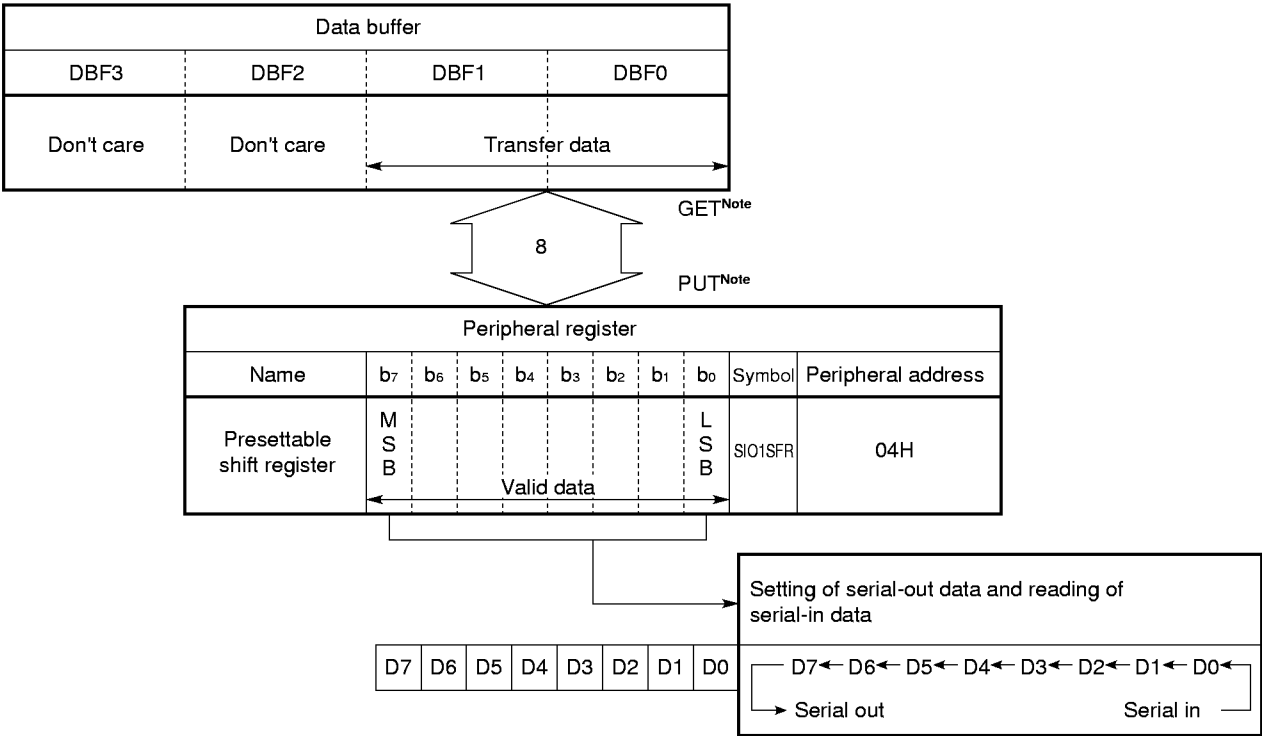 Data buffer
DBF3 DBF2 DBF1 DBF0
Don't care Don't care Transfer data
GETNote
8
PUTNote
Peripheral register
Name b7 b6 b5 b4 b3 b2 b1 b0 Symbol Peripheral address
Presettable
shift register
M
S
B
L
S
B
SIO1SFR
04H
Valid data
Setting of serial-out data and reading of
serial-in data
D7 D6 D5 D4 D3 D2 D1 D0
D7 D6 D5 D4 D3 D2 D1 D0
Serial out Serial in